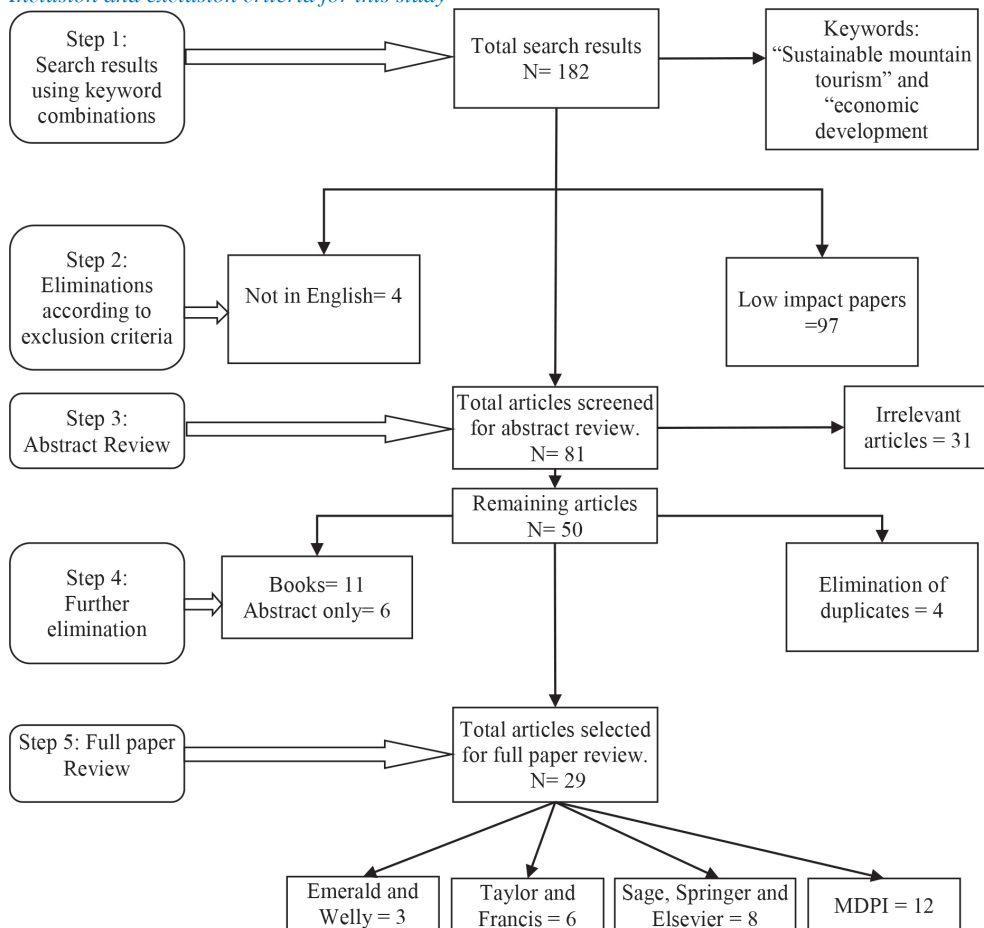 Inclusion and exclusion criteria for this study
Step 1:
Search results
using keyword
combinations
Total search results
N= 182
Keywords:
“Sustainable mountain
tourism” and
“economic
development
Step 2:
Eliminations
according to
exclusion criteria
Not in English= 4
Low impact papers
=97
Step 3:
Abstract Review
Total articles screened
for abstract review.
N= 81
Irrelevant
articles = 31
Remaining articles
N= 50
Step 4:
Further
elimination
Books= 11
Abstract only= 6
Elimination of
duplicates = 4
Step 5: Full paper
Review
Total articles selected
for full paper review.
N= 29
Emerald and
Welly = 3
Taylor and
Francis = 6
Sage, Springer and
Elsevier = 8
MDPI = 12